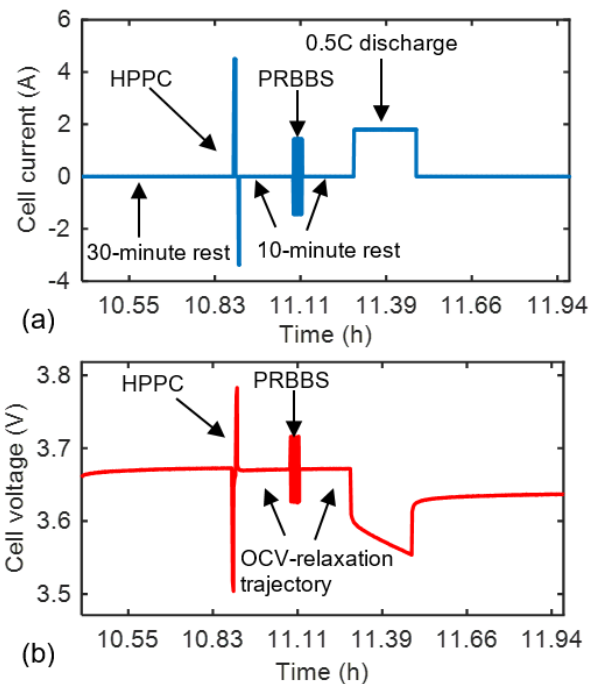 0.5C discharge
HPPC
PRBBS
6
4
2
0
-2
-4
Cell current (A)
30-minute rest
10-minute rest
10.55 10.83 11.11 11.39 11.66 11.94
(a)
Time (h)
3.8
3.7
3.6
3.5
Cell voltage (V)
HPPC
PRBBS
OCV-relaxation
trajectory
10.55 10.83 11.11 11.39 11.66 11.94
(b)
Time (h)